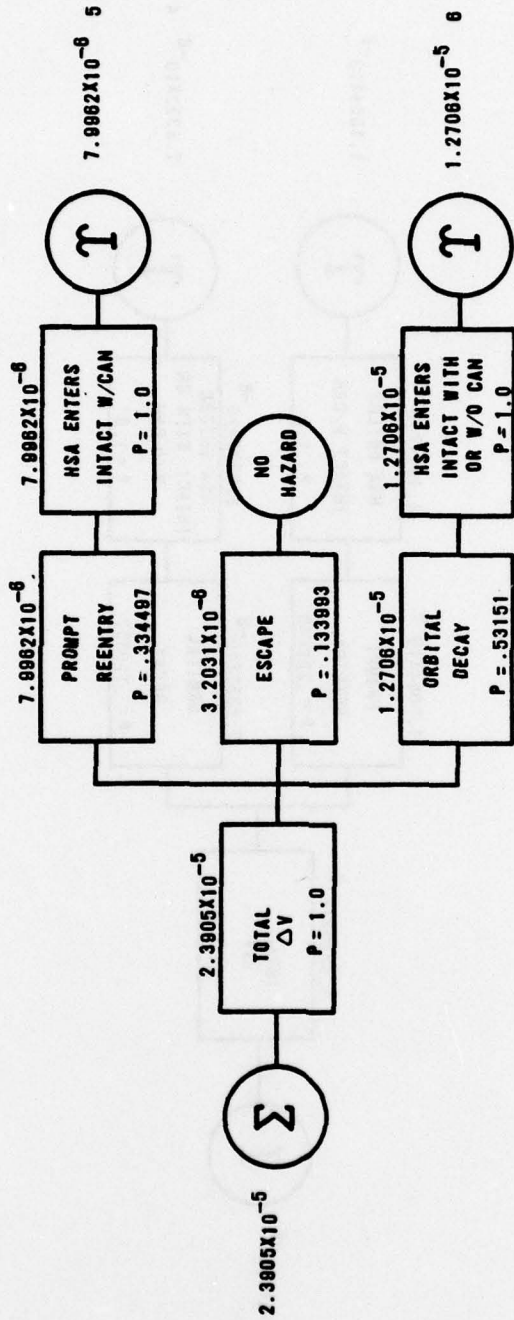 2.3905X10⁻⁵
Σ
2.3905X10⁻⁵
TOTAL
ΔV
P = 1.0
7.9962X10⁻⁶
PROMPT
REENTRY
P = .334497
7.9962X10⁻⁶
HSA ENTERS
INTACT W/CAN
P = 1.0
ϒ
7.9962X10⁻⁶ 5
3.2031X10⁻⁶
ESCAPE
P = .133993
NO
HAZARD
1.2706X10⁻⁵
ORBITAL
DECAY
P = .53151
1.2706X10⁻⁵
HSA ENTERS
INTACT WITH
OR W/O CAN
P = 1.0
ϒ
1.2706X10⁻⁵ 6